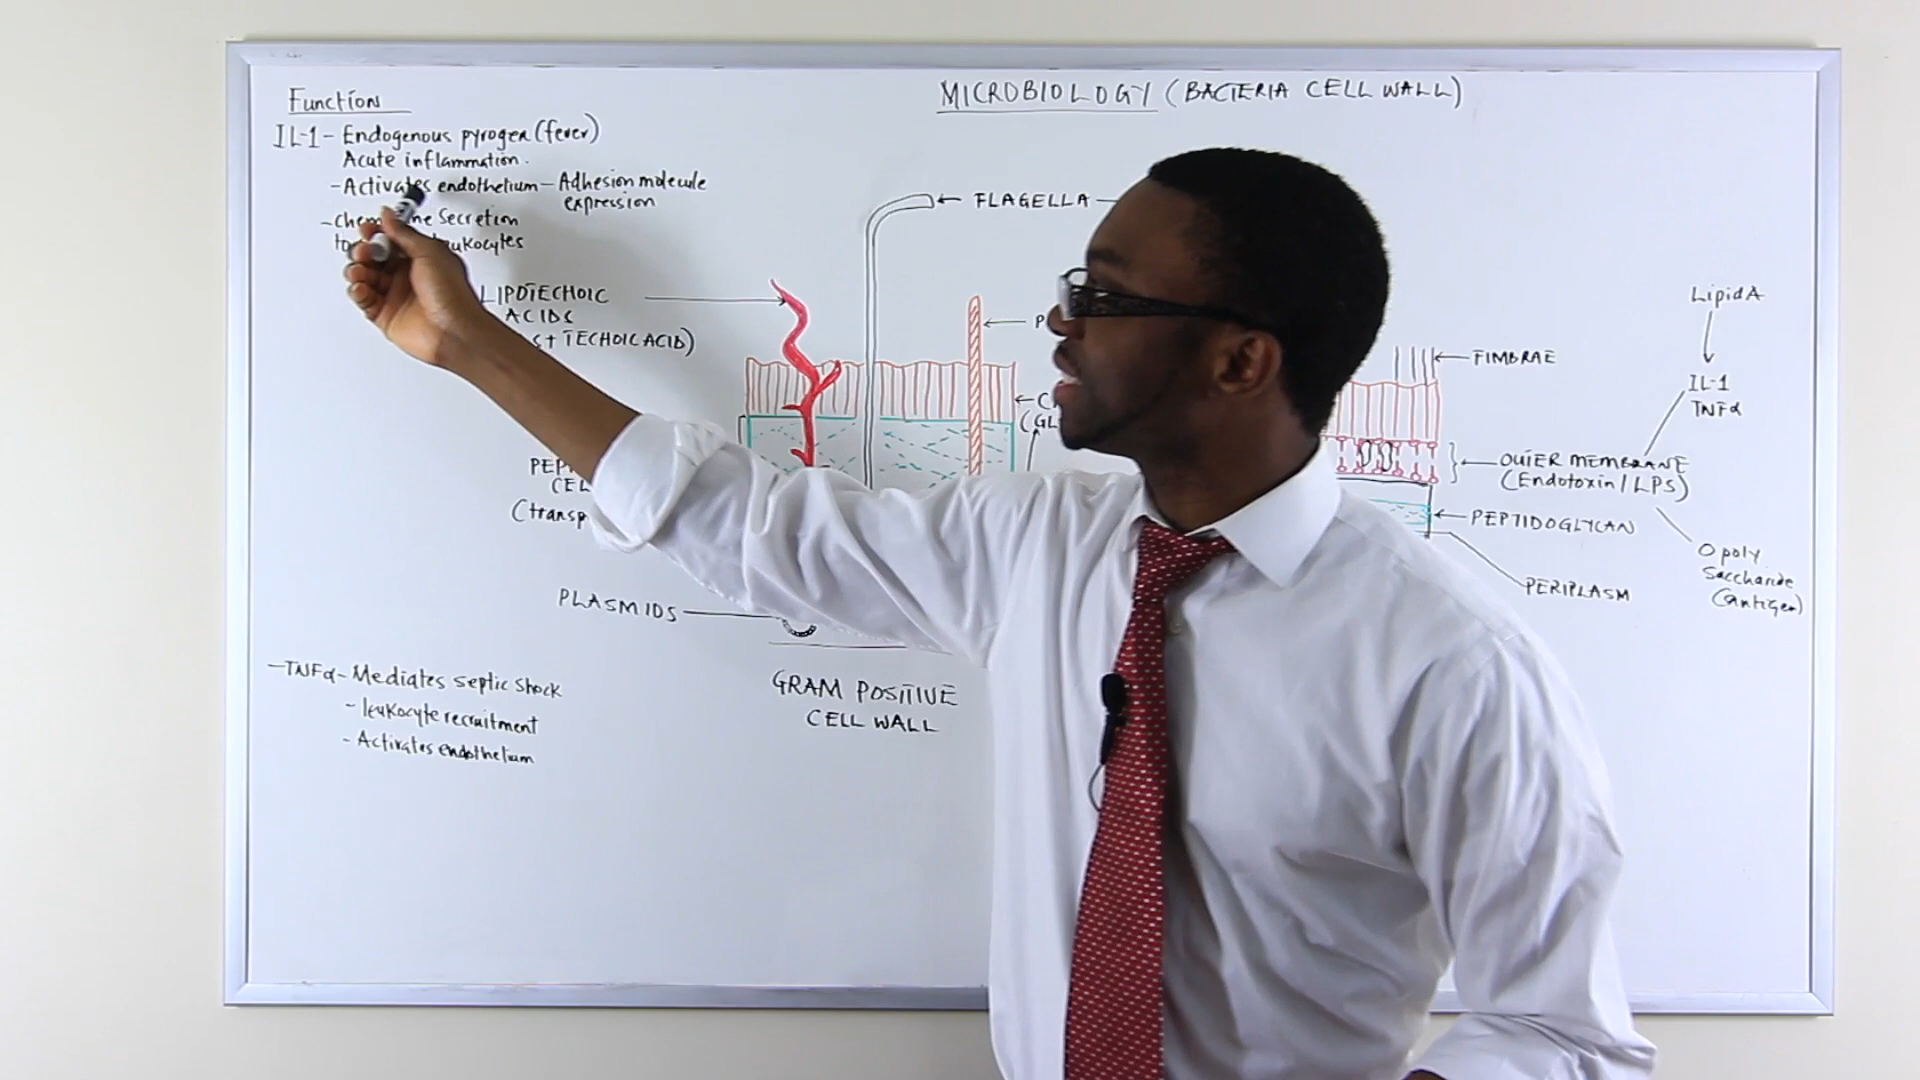 MICROBIOLOGY (BACTERIA CELL WALL)
Function
IL-1 - Endogenous pyrogen (fever)
Acute inflammation.
- Activates endothelium - Adhesion molecule
expression
Secretion
FLAGELLA
LIPOTECHOIC
ACIDS
TECHOIC ACID)
Lipid A
IL-1
TNFα
FIMBRAE
OUTER MEMBRANE
(Endotoxin/LPS)
PEPTIDOGLYCAN
PERIPLASM
O poly
Saccharide
(antigen)
PLASMIDS
- TNFα - Mediates Septic Shock
- leukocyte recruitment
- Activates endothelium
GRAM POSITIVE
CELL WALL